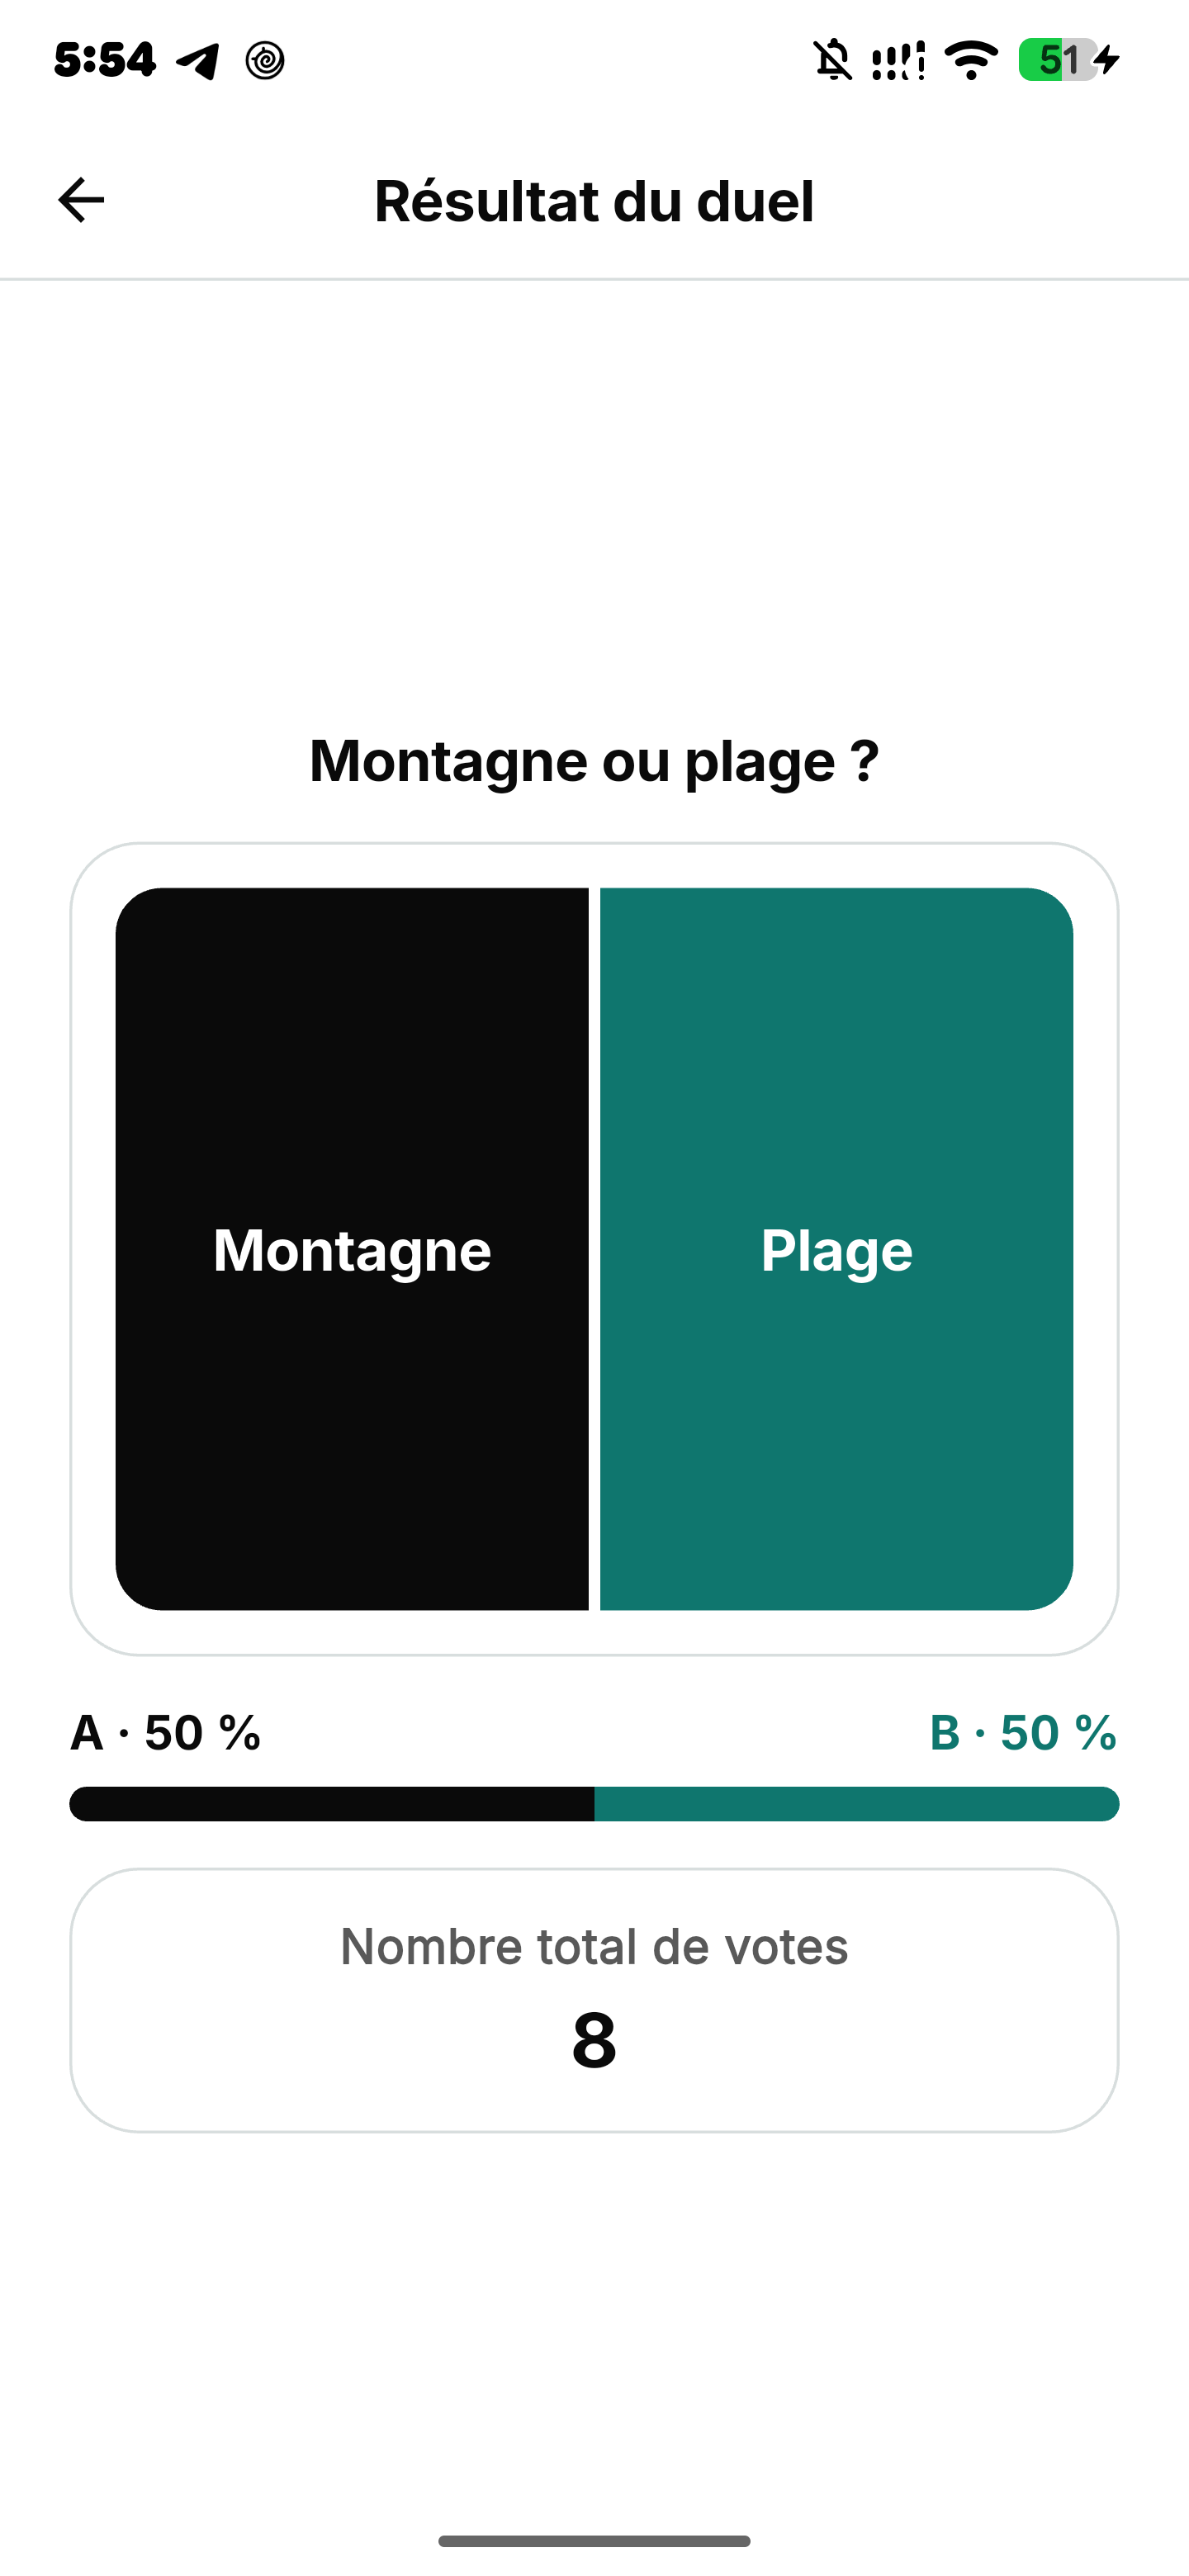 5:54
51
Résultat du duel
Montagne ou plage ?
Montagne
Plage
A · 50 %
B · 50 %
Nombre total de votes
8